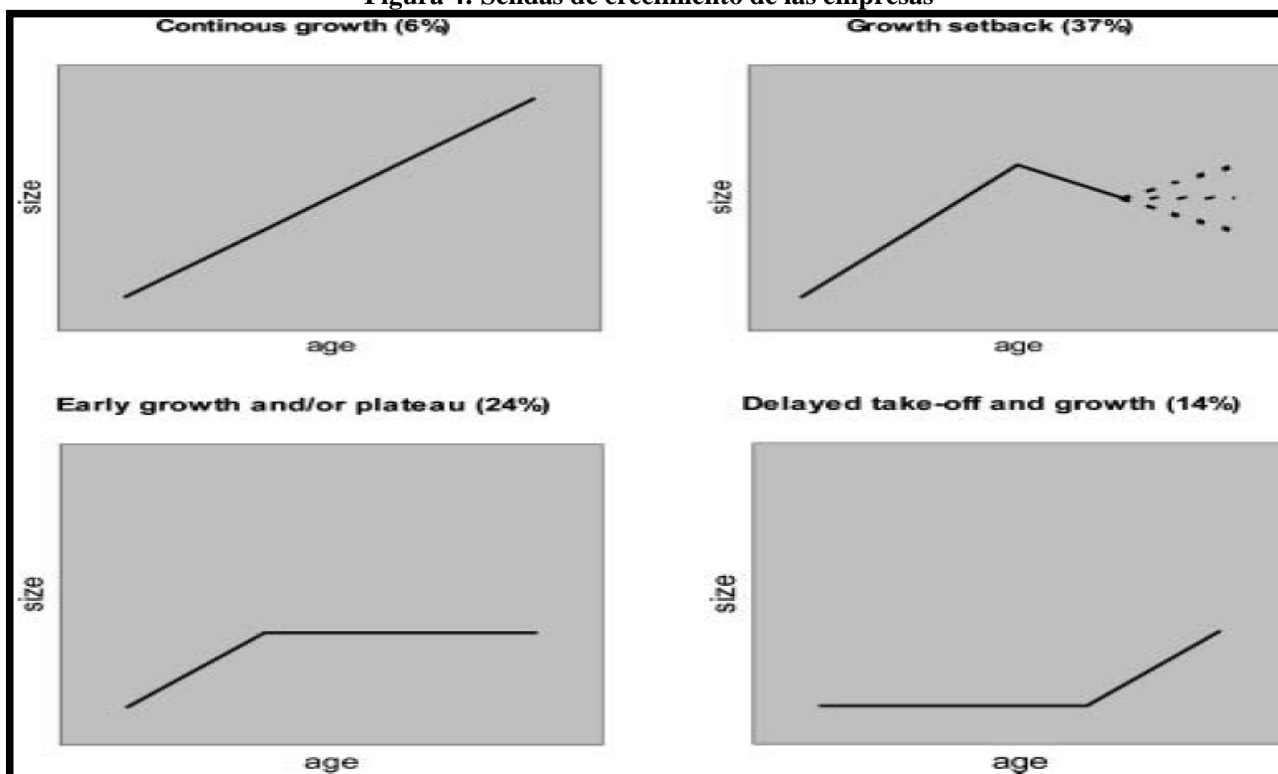 Figura 4: Sendas de crecimiento de las empresas
Continous growth (6%)
size
age
Growth setback (37%)
size
age
Early growth and/or plateau (24%)
size
age
Delayed take-off and growth (14%)
size
age